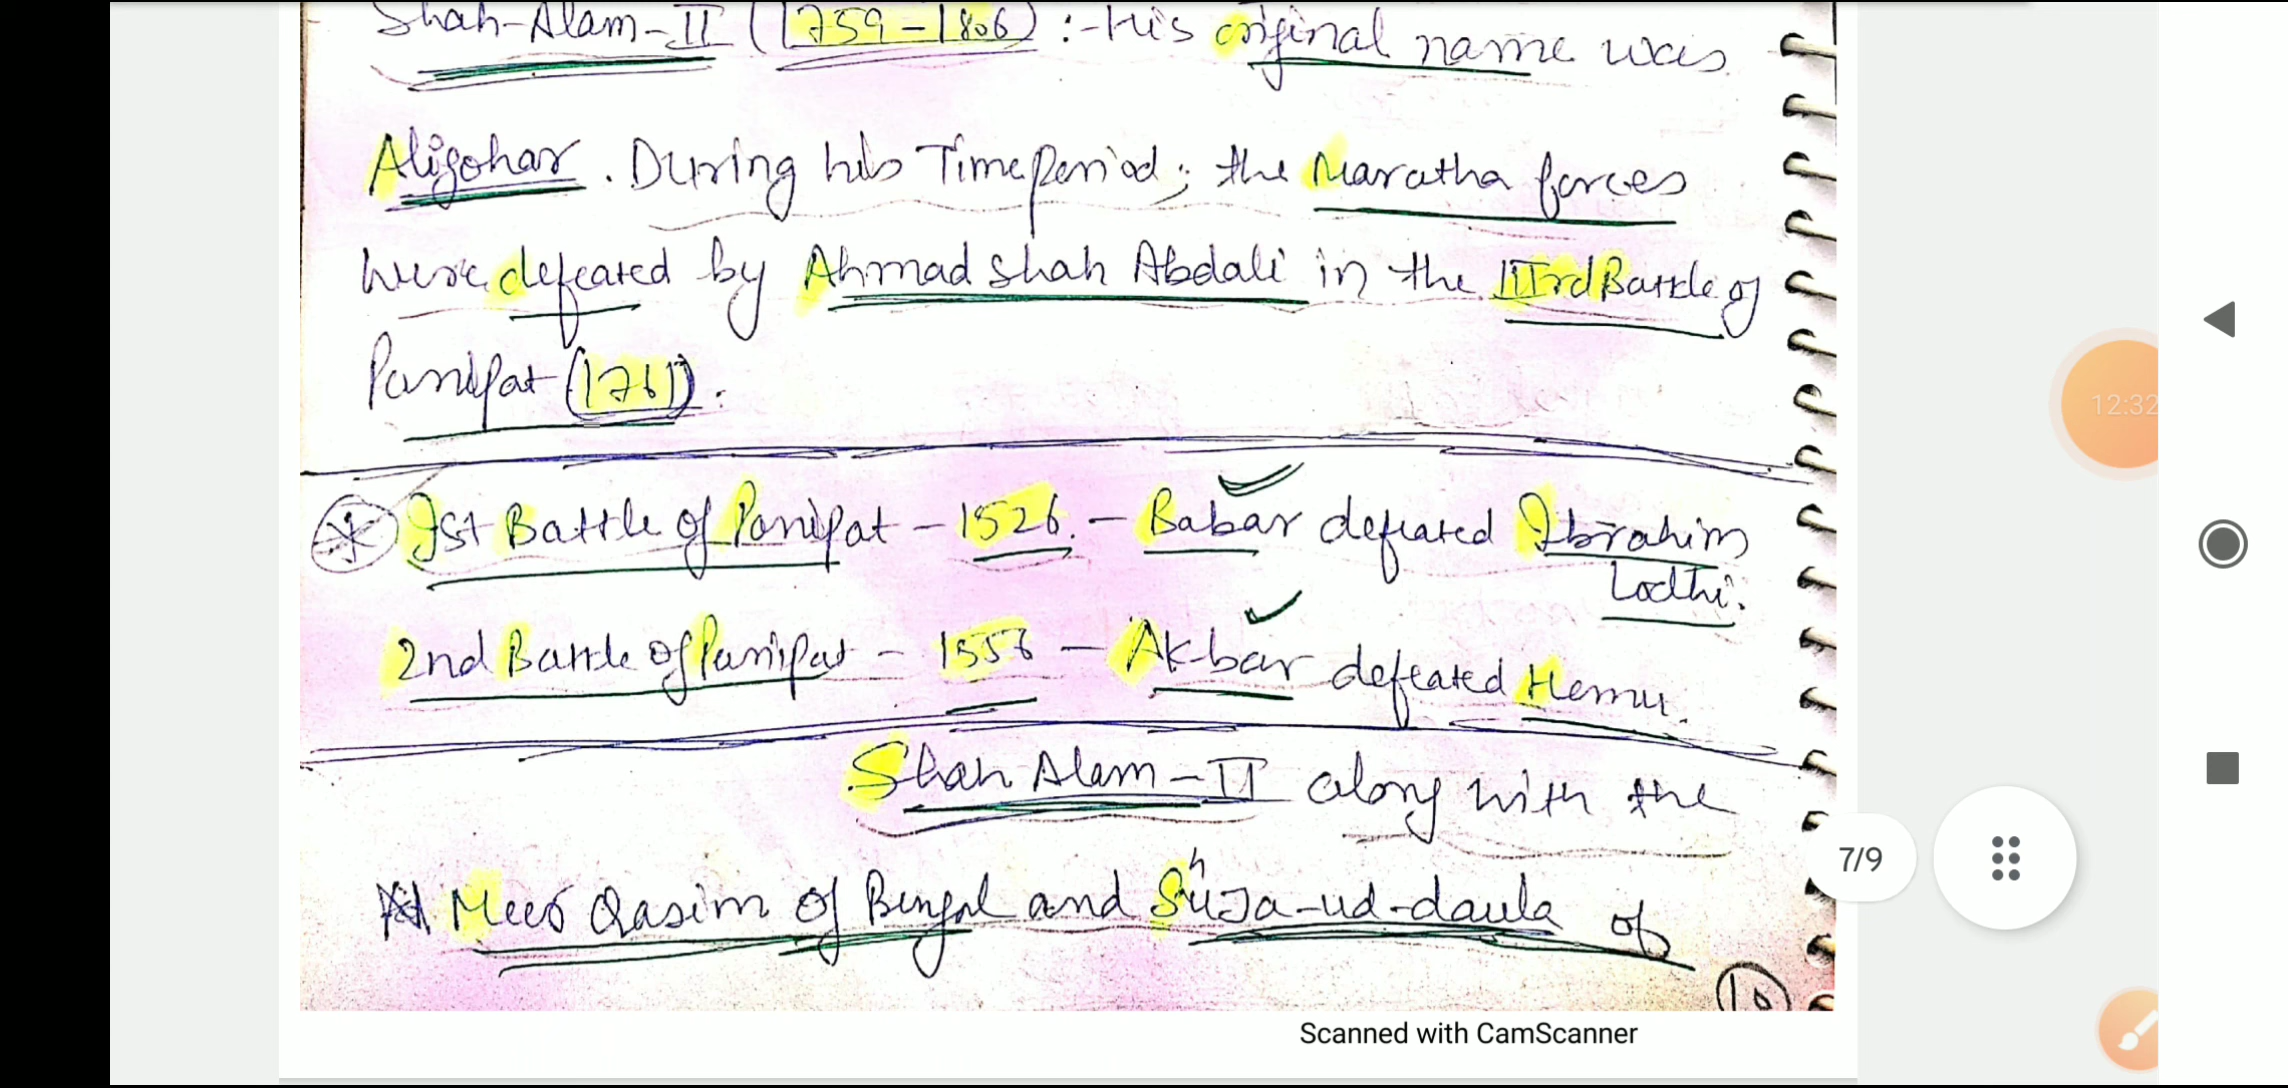 Shah-Alam-II (1759-1806) :- His original name was
Aligohar. During his Time Period; the Maratha forces
were defeated by Ahmad Shah Abdali in the IIIrd Battle of
Panipat (1761).
Ist Battle of Panipat - 1526. - Babar defeated Ibrahim
Lodhi.
2nd Battle of Panipat - 1556 - Akbar defeated Hemu.
Shah Alam-II along with the
Meer Qasim of Bengal and Shuja-ud-daula of
10
Scanned with CamScanner
12:32
7/9